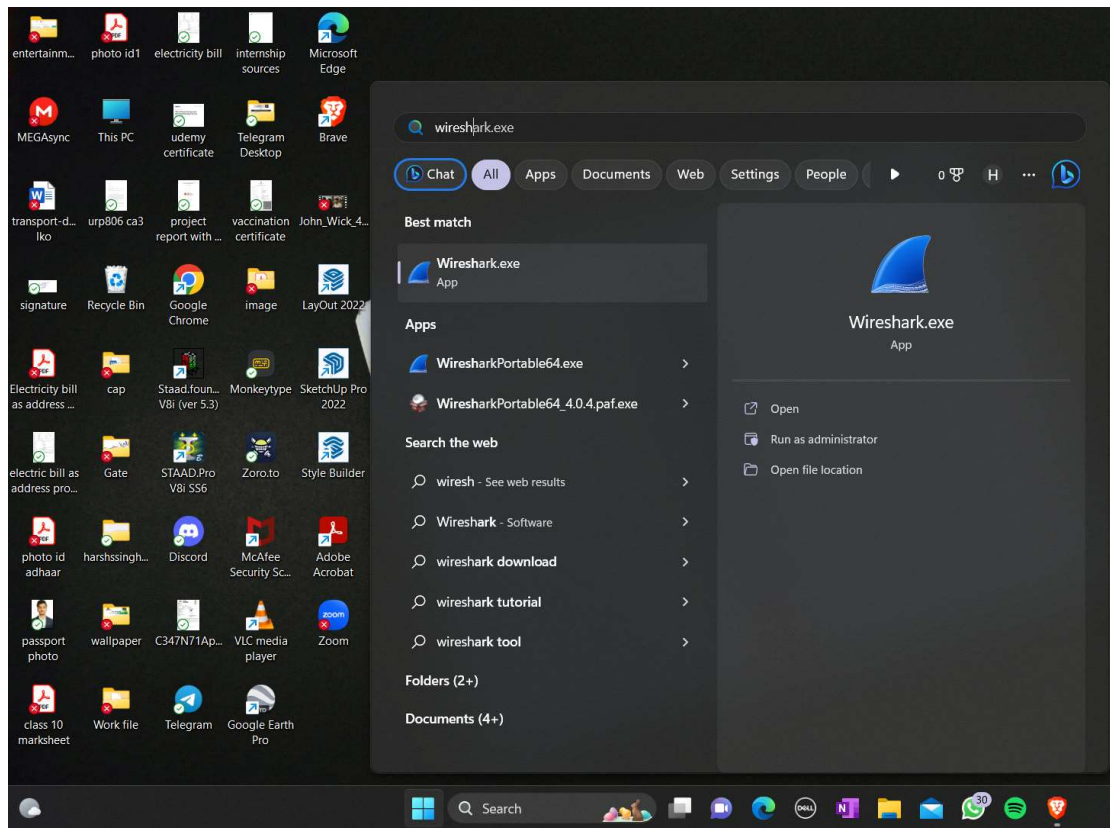 entertainm...
photo id1
electricity bill
internship
sources
Microsoft
Edge
MEGAsync
This PC
udemy
certificate
Telegram
Desktop
Brave
transport-d...
lko
urp806 ca3
project
report with ...
vaccination
certificate
John_Wick_4...
signature
Recycle Bin
Google
Chrome
image
LayOut 2022
Electricity bill
as address ...
cap
Staad.foun...
V8i (ver 5.3)
Monkeytype
SketchUp Pro
2022
electric bill as
address pro...
Gate
STAAD.Pro
V8i SS6
Zoro.to
Style Builder
photo id
adhaar
harshssingh...
Discord
McAfee
Security Sc...
Adobe
Acrobat
passport
photo
wallpaper
C347N71Ap...
VLC media
player
zoom
Zoom
class 10
marksheet
Work file
Telegram
Google Earth
Pro
wireshark.exe
Chat All Apps Documents Web Settings People 0 H ...
Best match
Wireshark.exe
App
Apps
WiresharkPortable64.exe
WiresharkPortable64_4.0.4.paf.exe
Search the web
wiresh - See web results
Wireshark - Software
wireshark download
wireshark tutorial
wireshark tool
Folders (2+)
Documents (4+)
Wireshark.exe
App
Open
Run as administrator
Open file location
Search
DELL
N
30